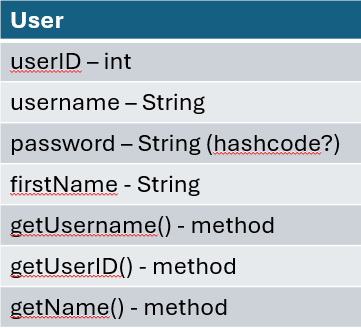 User
userID – int
username – String
password – String (hashcode?)
firstName - String
getUsername() - method
getUserID() - method
getName() - method